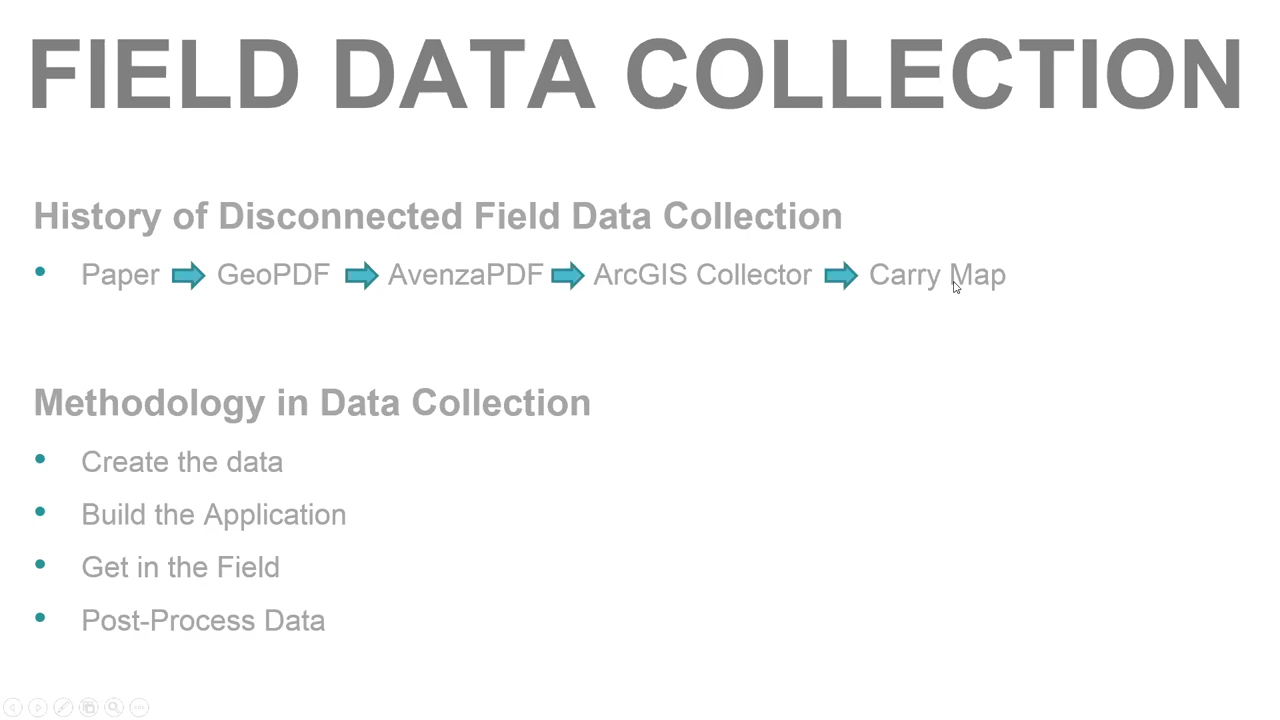 FIELD DATA COLLECTION
History of Disconnected Field Data Collection
• Paper GeoPDF AvenzaPDF ArcGIS Collector Carry Map
Methodology in Data Collection
• Create the data
• Build the Application
• Get in the Field
• Post-Process Data